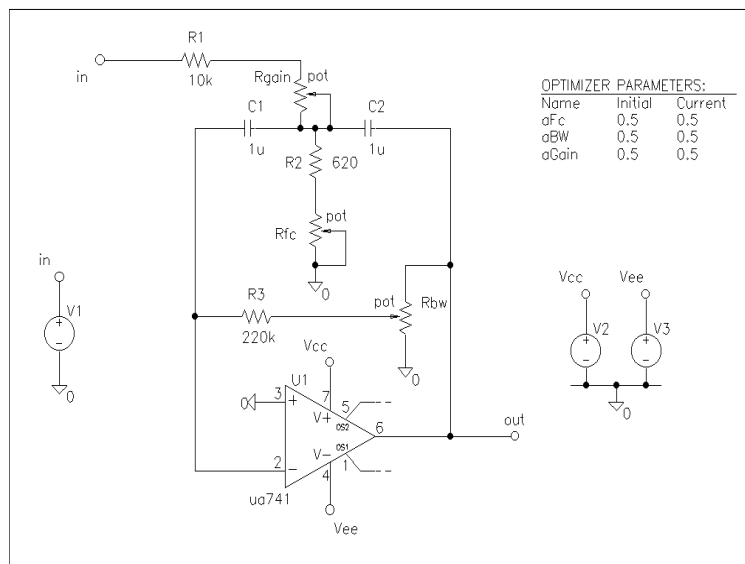 R1
in
10k
Rgain
pot
C1
C2
1u
1u
R2
620
pot
Rfc
0
OPTIMIZER PARAMETERS:
Name Initial Current
aFc 0.5 0.5
aBW 0.5 0.5
aGain 0.5 0.5
in
V1
+
-
0
R3
220k
pot
Rbw
0
Vcc
Vee
V2
V3
+
-
+
-
0
Vcc
U1
0
3
+
7
V+
5
OS2
6
out
V-
OS1
1
2
-
4
ua741
Vee